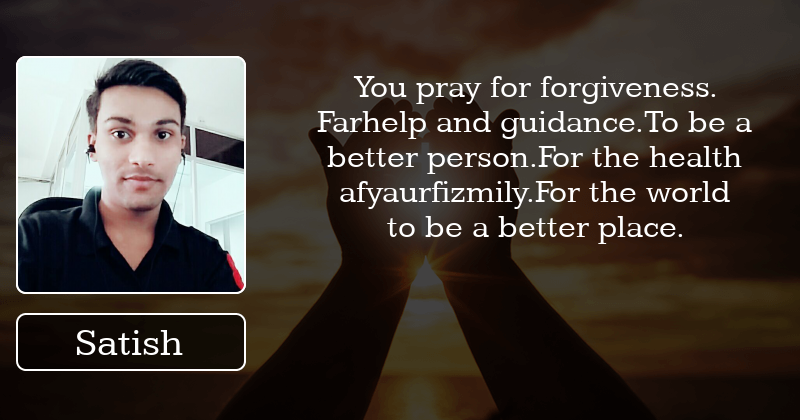 You pray for forgiveness.
Farhelp and guidance.To be a
better person.For the health
afyaurfizmily.For the world
to be a better place.
Satish